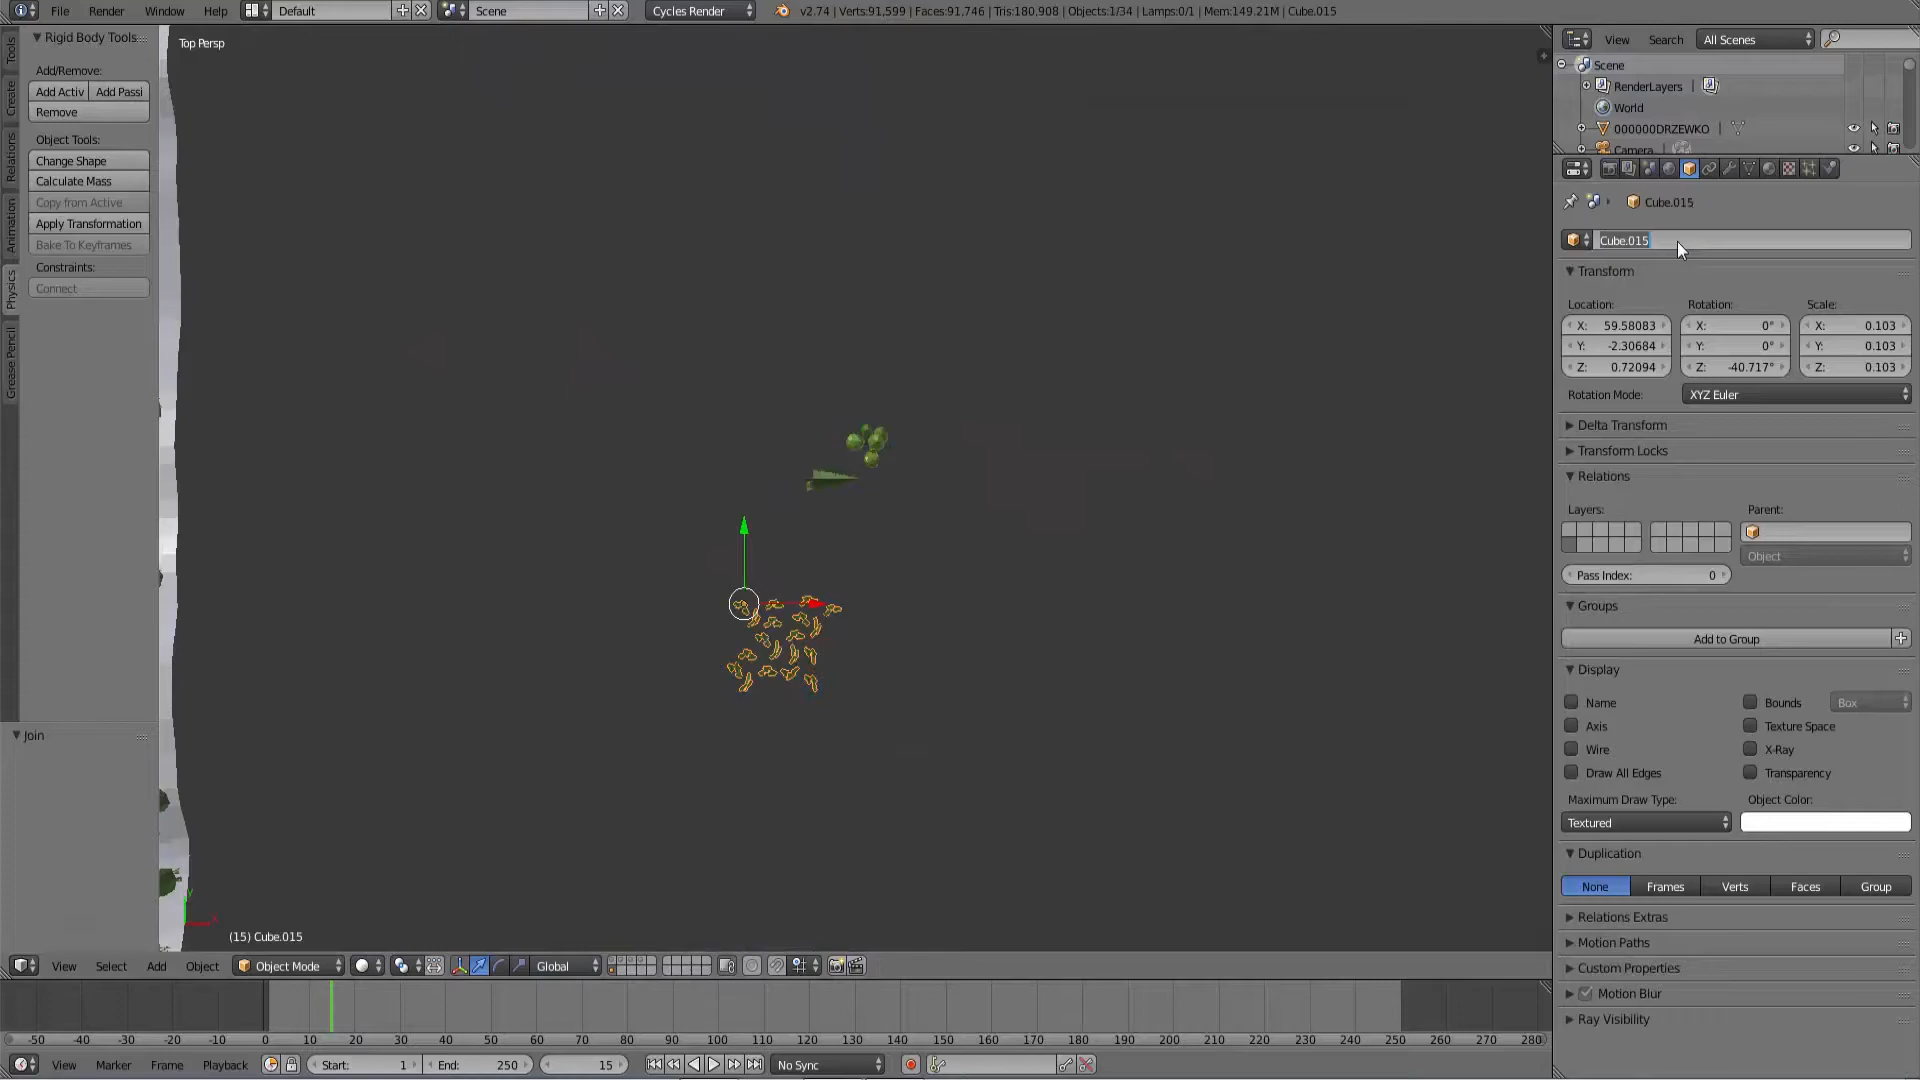 File Render Window Help Default Scene Cycles Render v2.74 | Verts:91,599 | Faces:91,746 | Tris:180,908 | Objects:1/34 | Lamps:0/1 | Mem:149.21M | Cube.015
Rigid Body Tools
Add/Remove:
Add Activ Add Passi
Remove
Object Tools:
Change Shape
Calculate Mass
Copy from Active
Apply Transformation
Bake To Keyframes
Constraints:
Connect
Tools
Create
Relations
Animation
Physics
Grease Pencil
Join
Top Persp
(15) Cube.015
View Search All Scenes
Scene
RenderLayers |
World
000000DRZEWKO |
Camera
Cube.015
Cube.015
Transform
Location: Rotation: Scale:
X: 59.58083 X: 0° X: 0.103
Y: -2.30684 Y: 0° Y: 0.103
Z: 0.72094 Z: -40.717° Z: 0.103
Rotation Mode: XYZ Euler
Delta Transform
Transform Locks
Relations
Layers: Parent:
Object
Pass Index: 0
Groups
Add to Group
Display
Name Bounds Box
Axis Texture Space
Wire X-Ray
Draw All Edges Transparency
Maximum Draw Type: Object Color:
Textured
Duplication
None Frames Verts Faces Group
Relations Extras
Motion Paths
Custom Properties
Motion Blur
Ray Visibility
View Select Add Object Object Mode Global
-50 -40 -30 -20 -10 0 10 20 30 40 50 60 70 80 90 100 110 120 130 140 150 160 170 180 190 200 210 220 230 240 250 260 270 280
View Marker Frame Playback Start: 1 End: 250 15 No Sync